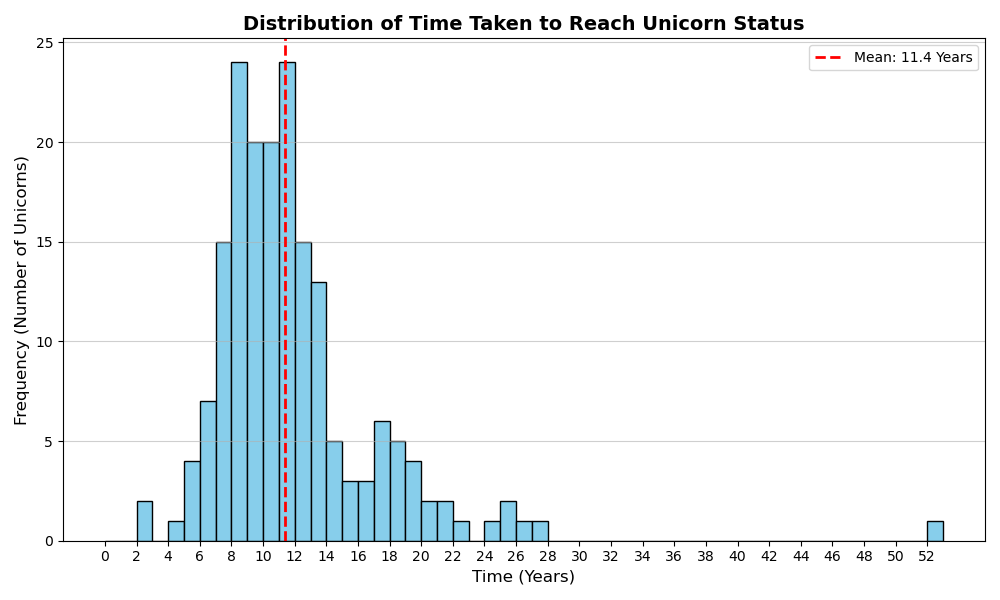 Distribution of Time Taken to Reach Unicorn Status
Mean: 11.4 Years
Frequency (Number of Unicorns)
25
20
15
10
5
0
0 2 4 6 8 10 12 14 16 18 20 22 24 26 28 30 32 34 36 38 40 42 44 46 48 50 52
Time (Years)